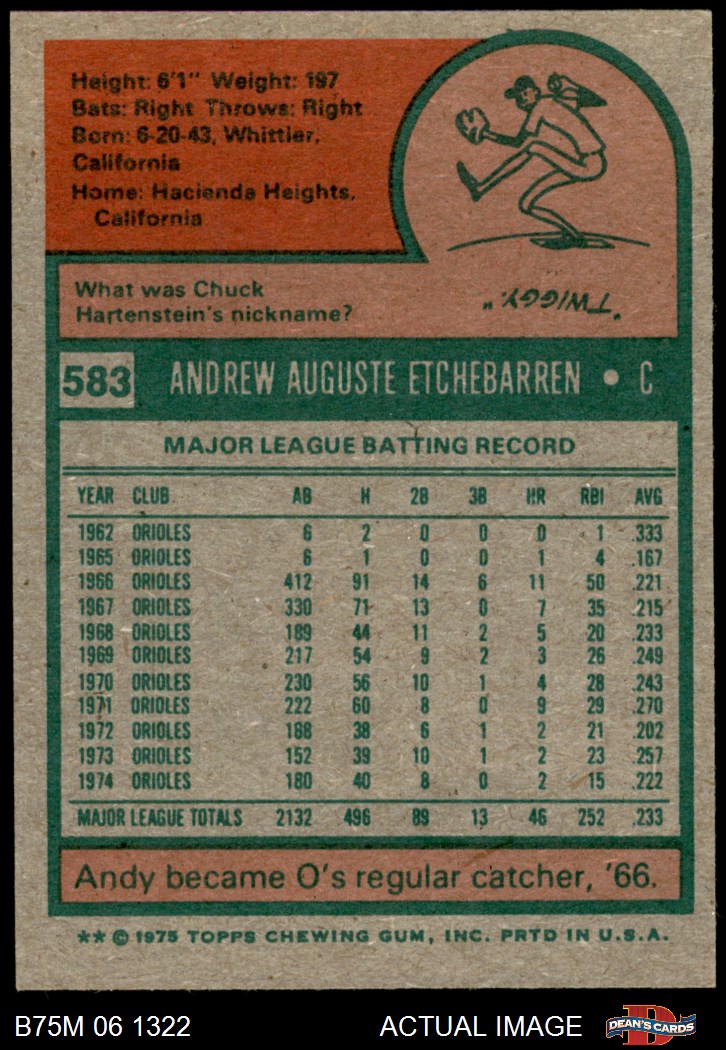 Height: 6'1" Weight: 197
Bats: Right Throws: Right
Born: 6-20-43, Whittier,
California
Home: Hacienda Heights,
California
What was Chuck
Hartenstein's nickname?
"TWIGGY."
583 ANDREW AUGUSTE ETCHEBARREN • C
MAJOR LEAGUE BATTING RECORD
YEAR CLUB AB H 2B 3B HR RBI AVG
1962 ORIOLES 6 2 0 0 0 1 .333
1965 ORIOLES 6 1 0 0 1 4 .167
1966 ORIOLES 412 91 14 6 11 50 .221
1967 ORIOLES 330 71 13 0 7 35 .215
1968 ORIOLES 189 44 11 2 5 20 .233
1969 ORIOLES 217 54 9 2 3 26 .249
1970 ORIOLES 230 56 10 1 4 28 .243
1971 ORIOLES 222 60 8 0 9 29 .270
1972 ORIOLES 188 38 6 1 2 21 .202
1973 ORIOLES 152 39 10 1 2 23 .257
1974 ORIOLES 180 40 8 0 2 15 .222
MAJOR LEAGUE TOTALS 2132 496 89 13 46 252 .233
Andy became O's regular catcher, '66.
** © 1975 TOPPS CHEWING GUM, INC. PRTD IN U.S.A.
B75M 06 1322 ACTUAL IMAGE DEAN'S CARDS